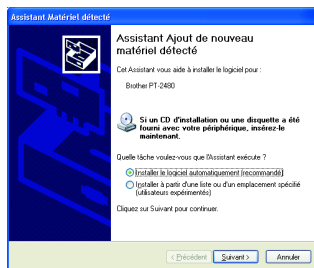 Assistant Matériel détecté
Assistant Ajout de nouveau
matériel détecté
Cet Assistant vous aide à installer le logiciel pour :
Brother PT-2480
Si un CD d'installation ou une disquette a été
fourni avec votre périphérique, insérez-le
maintenant.
Quelle tâche voulez-vous que l'Assistant exécute ?
Installer le logiciel automatiquement (recommandé)
Installer à partir d'une liste ou d'un emplacement spécifié
(utilisateurs expérimentés)
Cliquez sur Suivant pour continuer.
< Précédent
Suivant >
Annuler